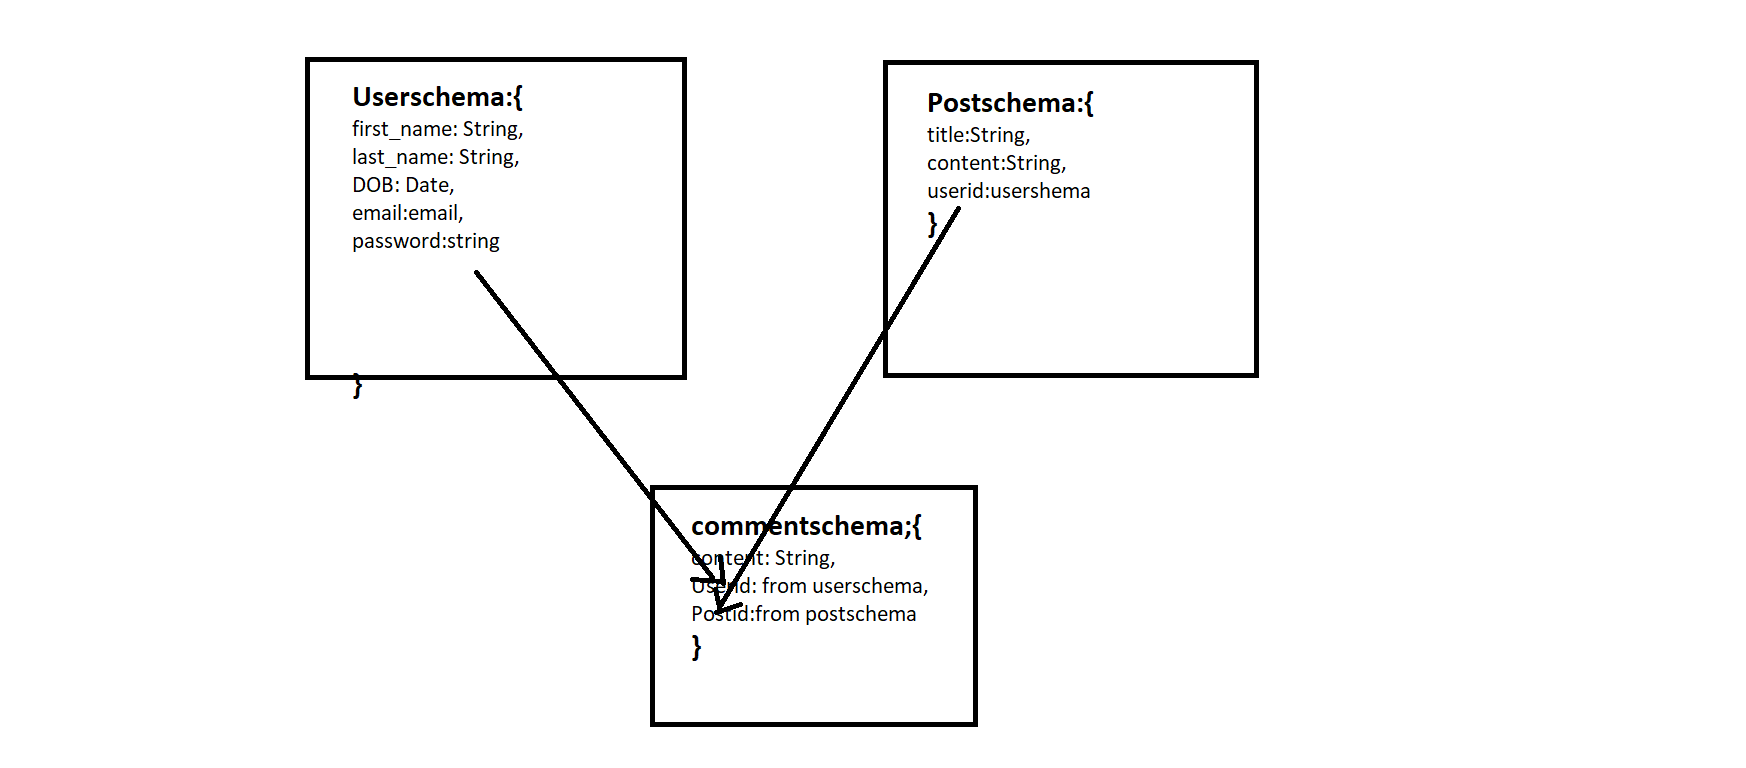 Userschema:{
first_name: String,
last_name: String,
DOB: Date,
email:email,
password:string
}
Postschema:{
title:String,
content:String,
userid:usershema
}
commentschema;{
content: String,
Userid: from userschema,
Postid:from postschema
}